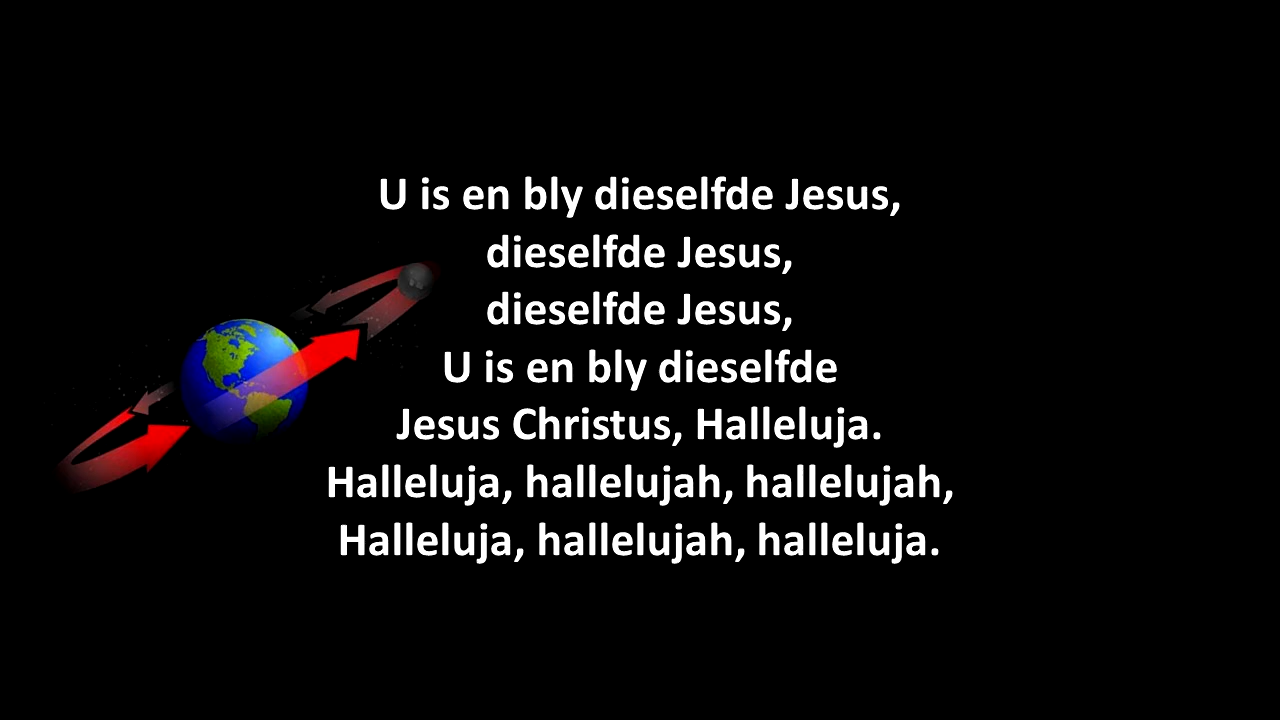 U is en bly dieselfde Jesus,
dieselfde Jesus,
dieselfde Jesus,
U is en bly dieselfde
Jesus Christus, Halleluja.
Halleluja, hallelujah, hallelujah,
Halleluja, hallelujah, halleluja.